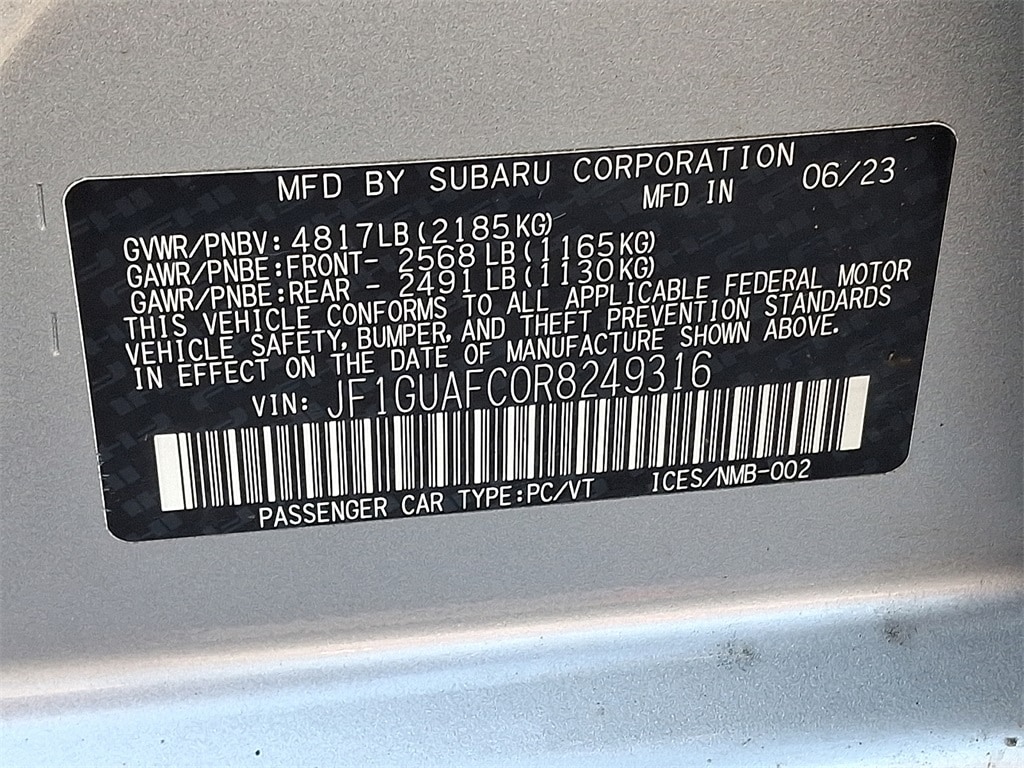 MFD BY SUBARU CORPORATION
MFD IN 06/23
GVWR/PNBV: 4817LB(2185KG)
GAWR/PNBE:FRONT- 2568 LB(1165KG)
GAWR/PNBE:REAR - 2491 LB(1130KG)
THIS VEHICLE CONFORMS TO ALL APPLICABLE FEDERAL MOTOR
VEHICLE SAFETY, BUMPER, AND THEFT PREVENTION STANDARDS
IN EFFECT ON THE DATE OF MANUFACTURE SHOWN ABOVE.
VIN: JF1GUAFC0R8249316
PASSENGER CAR TYPE:PC/VT ICES/NMB-002